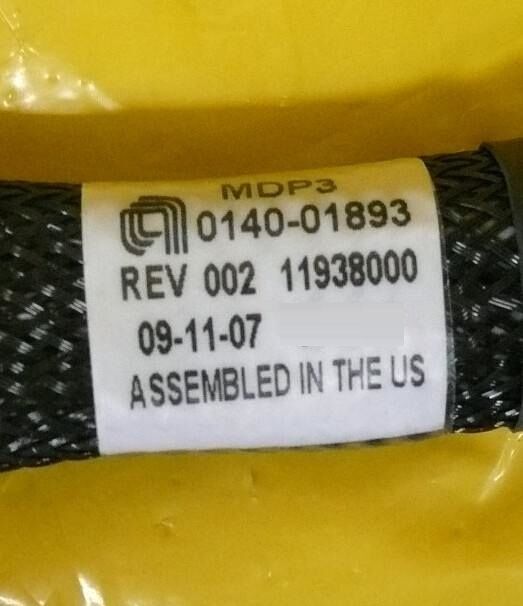 MDP3
0140-01893
REV 002 11938000
09-11-07
ASSEMBLED IN THE US